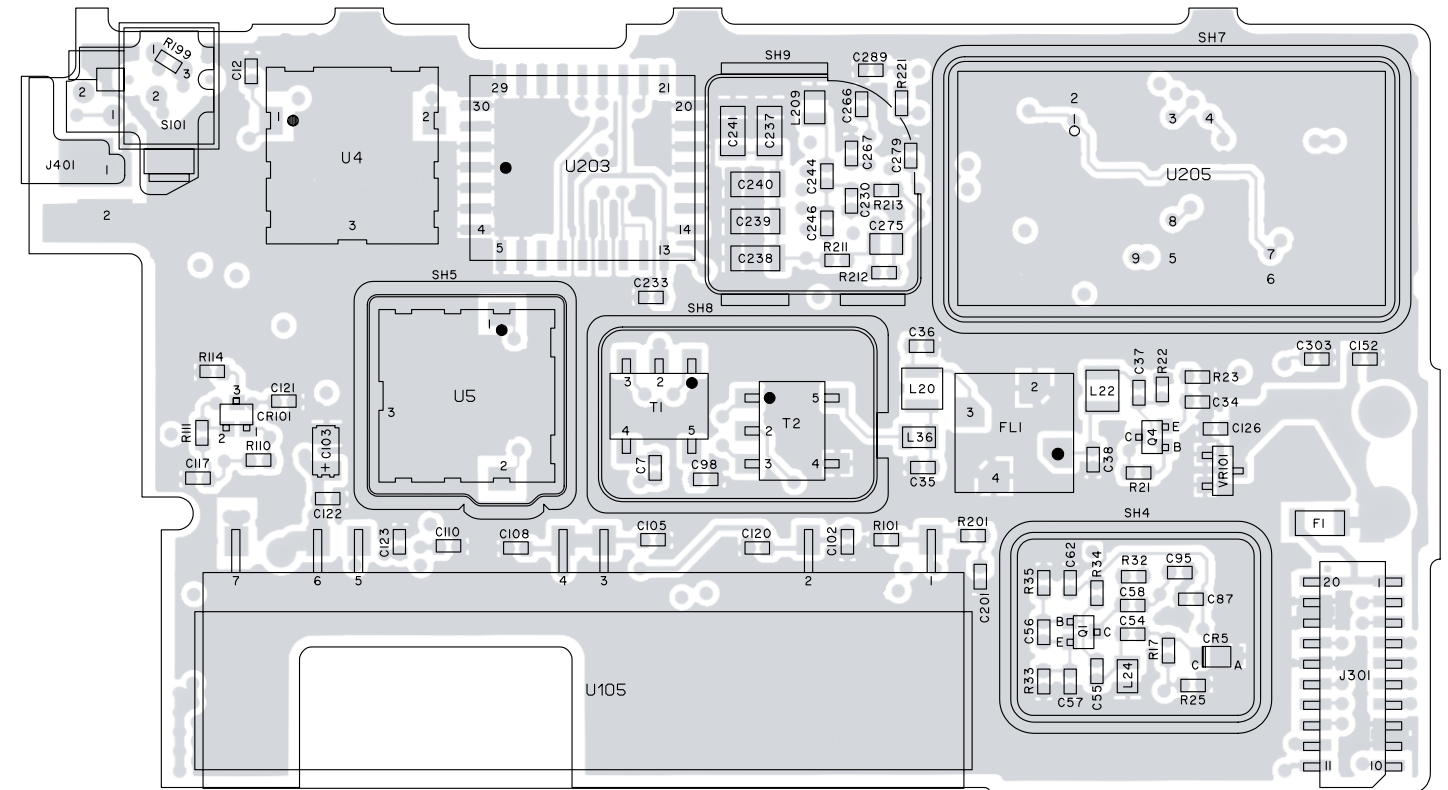 SH7
SH9
C289
R199
1
3
2
S101
C12
2
1
J401
1
2
1
2
U4
3
29
21
30
20
U203
4
14
5
13
L209
C266
R221
C241
C237
C267
C279
C244
C240
C230
R213
C239
C246
C275
R211
C238
R212
2
1
3
4
U205
8
9
5
7
6
SH5
C233
SH8
1
U5
3
2
3
2
1
T1
4
5
5
T2
2
3
4
C7
C98
C36
L20
L36
C35
2
3
FL1
4
L22
C37
R22
R23
C34
C126
C
Q4
E
B
C38
R21
VR101
C303
C152
R114
3
C121
CR101
R111
2
1
R110
C117
+
C103
C122
C123
C110
C108
C105
C120
C102
R101
R201
7
6
5
4
3
2
1
C201
U105
SH4
F1
R35
C62
R34
R32
C95
C58
C87
C56
B
E
Q1
C
C54
R17
CR5
C
A
R33
C57
C55
L24
R25
20
1
J301
11
10